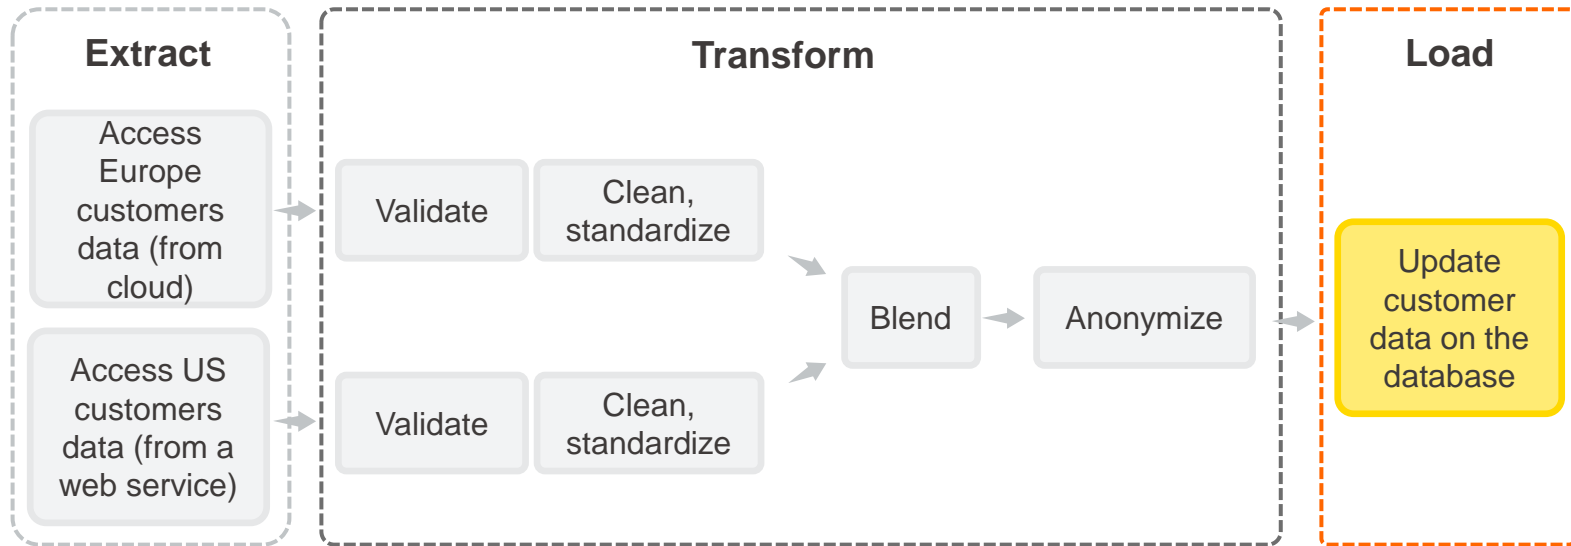 Extract
Access
Europe
customers
data (from
cloud)
Access US
customers
data (from a
web service)
Transform
Validate
Clean,
standardize
Validate
Clean,
standardize
Blend
Anonymize
Load
Update
customer
data on the
database